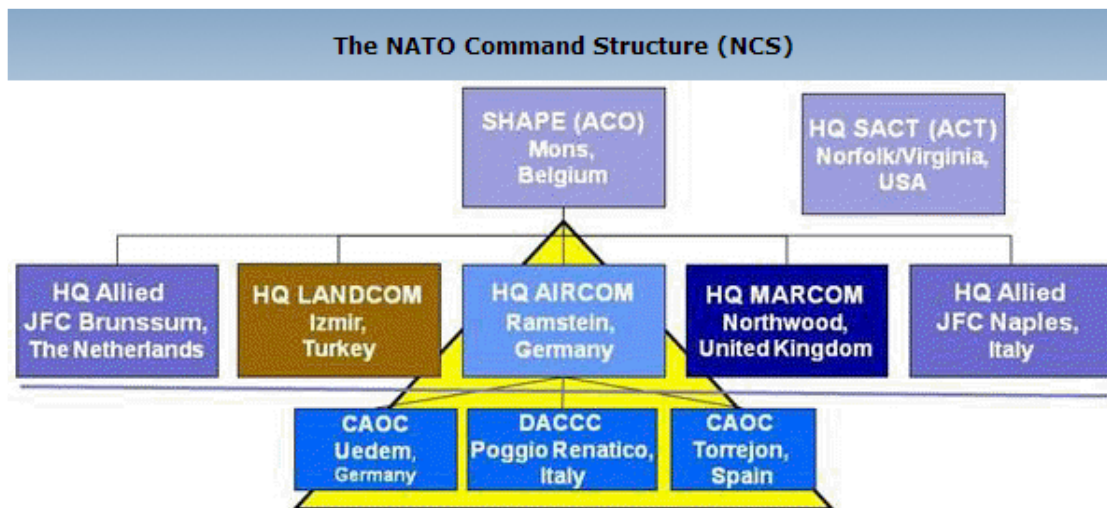 The NATO Command Structure (NCS)
SHAPE (ACO)
Mons,
Belgium
HQ SACT (ACT)
Norfolk/Virginia,
USA
HQ Allied
JFC Brunssum,
The Netherlands
HQ LANDCOM
Izmir,
Turkey
HQ AIRCOM
Ramstein,
Germany
HQ MARCOM
Northwood,
United Kingdom
HQ Allied
JFC Naples,
Italy
CAOC
Uedem,
Germany
DACCC
Poggio Renatico,
Italy
CAOC
Torrejon,
Spain